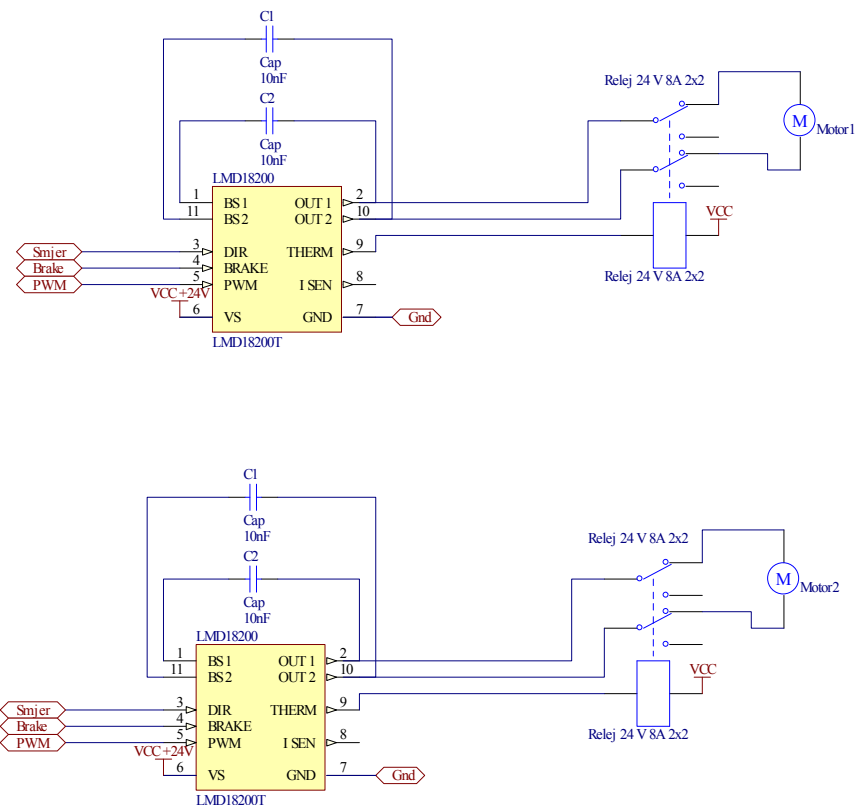 C1
Cap
10nF
C2
Cap
10nF
LMD18200
1 BS1 OUT 1 2
11 BS2 OUT 2 10
Smjer 3 DIR THERM 9
Brake 4 BRAKE
PWM 5 PWM I SEN 8
VCC +24V
6 VS GND 7 Gnd
LMD18200T
Relej 24 V 8A 2x2
M Motor1
VCC
Relej 24 V 8A 2x2
C1
Cap
10nF
C2
Cap
10nF
LMD18200
1 BS1 OUT 1 2
11 BS2 OUT 2 10
Smjer 3 DIR THERM 9
Brake 4 BRAKE
PWM 5 PWM I SEN 8
VCC +24V
6 VS GND 7 Gnd
LMD18200T
Relej 24 V 8A 2x2
M Motor2
VCC
Relej 24 V 8A 2x2